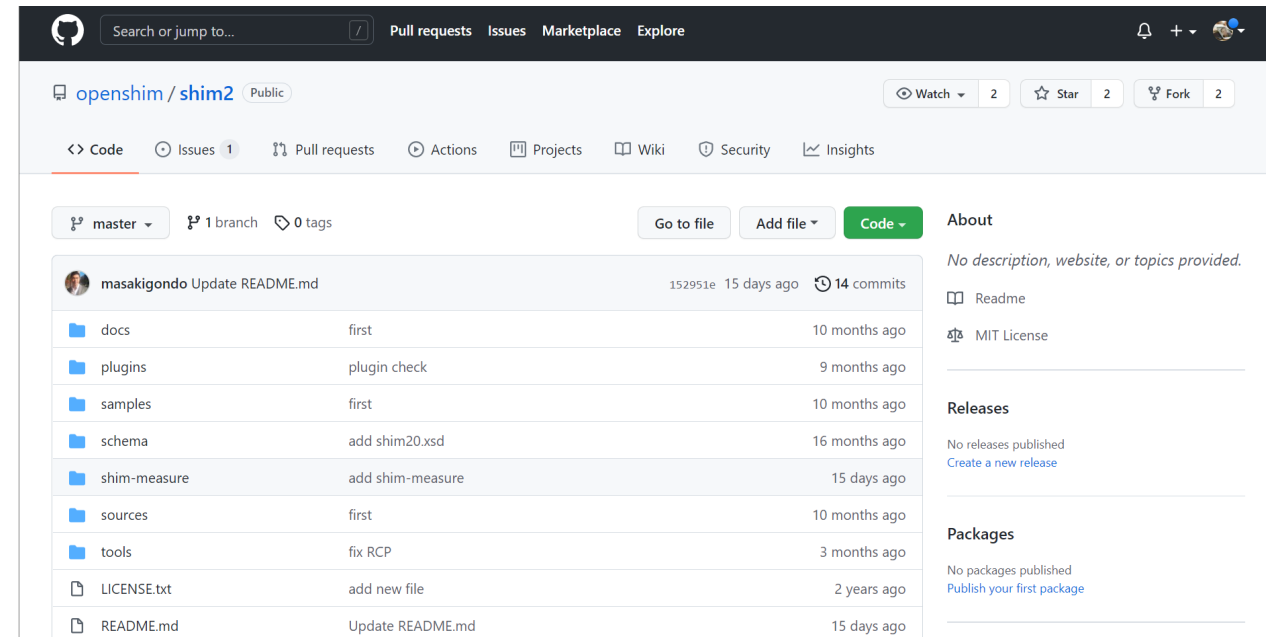 Search or jump to... / Pull requests Issues Marketplace Explore
openshim / shim2 Public Watch 2 Star 2 Fork 2
Code Issues 1 Pull requests Actions Projects Wiki Security Insights
master 1 branch 0 tags Go to file Add file Code
masakigondo Update README.md 152951e 15 days ago 14 commits
docs first 10 months ago
plugins plugin check 9 months ago
samples first 10 months ago
schema add shim20.xsd 16 months ago
shim-measure add shim-measure 15 days ago
sources first 10 months ago
tools fix RCP 3 months ago
LICENSE.txt add new file 2 years ago
README.md Update README.md 15 days ago
About
No description, website, or topics provided.
Readme
MIT License
Releases
No releases published
Create a new release
Packages
No packages published
Publish your first package